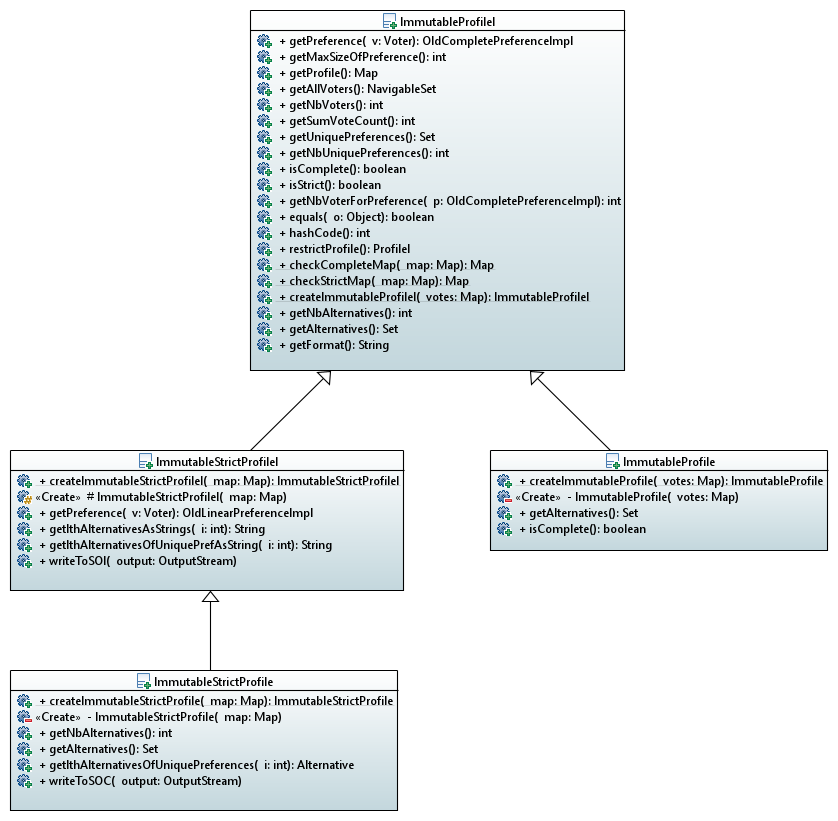 ImmutableProfileI
+ getPreference( v: Voter): OldCompletePreferenceImpl
+ getMaxSizeOfPreference(): int
+ getProfile(): Map
+ getAllVoters(): NavigableSet
+ getNbVoters(): int
+ getSumVoteCount(): int
+ getUniquePreferences(): Set
+ getNbUniquePreferences(): int
+ isComplete(): boolean
+ isStrict(): boolean
+ getNbVoterForPreference( p: OldCompletePreferenceImpl): int
+ equals( o: Object): boolean
+ hashCode(): int
+ restrictProfile(): ProfileI
+ checkCompleteMap( map: Map): Map
+ checkStrictMap( map: Map): Map
+ createImmutableProfileI( votes: Map): ImmutableProfileI
+ getNbAlternatives(): int
+ getAlternatives(): Set
+ getFormat(): String
ImmutableStrictProfileI
+ createImmutableStrictProfileI( map: Map): ImmutableStrictProfileI
«Create» # ImmutableStrictProfileI( map: Map)
+ getPreference( v: Voter): OldLinearPreferenceImpl
+ getIthAlternativesAsStrings( i: int): String
+ getIthAlternativesOfUniquePrefAsString( i: int): String
+ writeToSOI( output: OutputStream)
ImmutableProfile
+ createImmutableProfile( votes: Map): ImmutableProfile
«Create» - ImmutableProfile( votes: Map)
+ getAlternatives(): Set
+ isComplete(): boolean
ImmutableStrictProfile
+ createImmutableStrictProfile( map: Map): ImmutableStrictProfile
«Create» - ImmutableStrictProfile( map: Map)
+ getNbAlternatives(): int
+ getAlternatives(): Set
+ getIthAlternativesOfUniquePreferences( i: int): Alternative
+ writeToSOC( output: OutputStream)